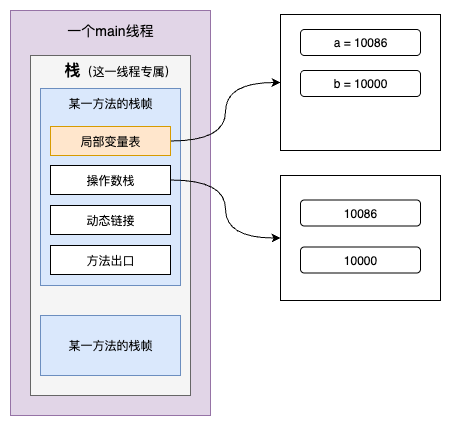 一个main线程
栈（这一线程专属）
某一方法的栈帧
局部变量表
操作数栈
动态链接
方法出口
某一方法的栈帧
a = 10086
b = 10000
10086
10000